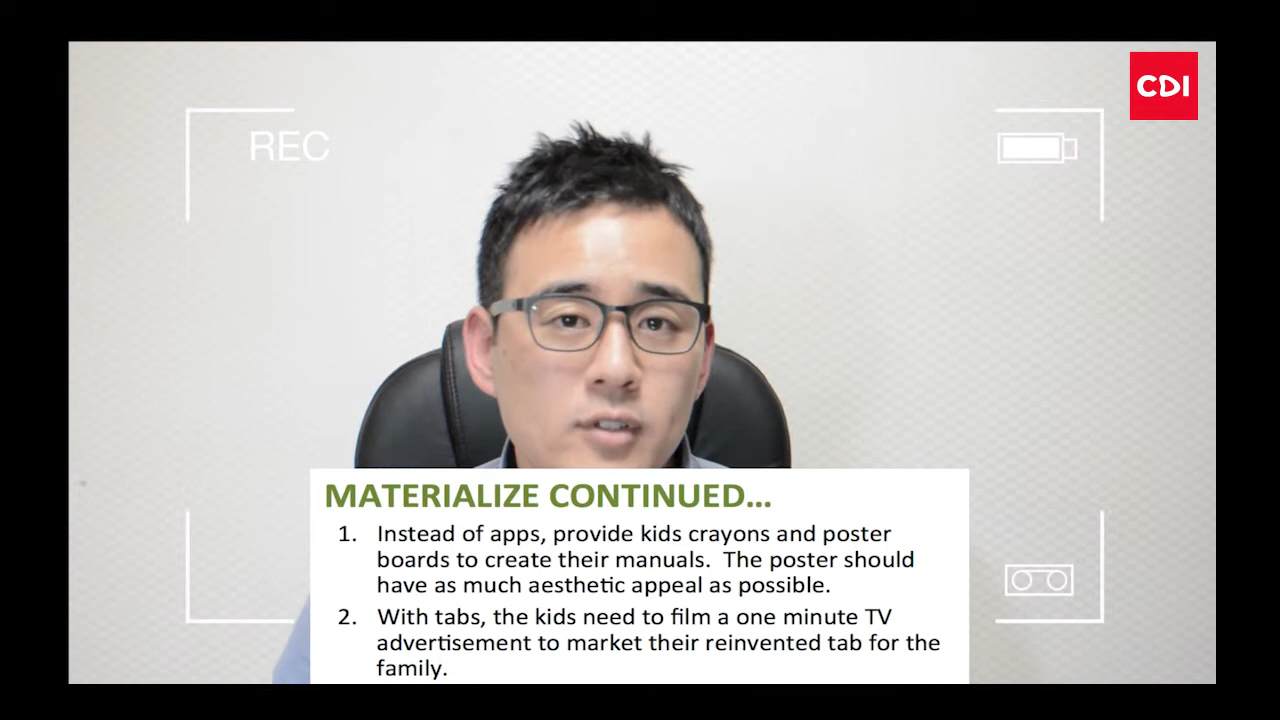 CDI
REC
MATERIALIZE CONTINUED...
1. Instead of apps, provide kids crayons and poster
boards to create their manuals.  The poster should
have as much aesthetic appeal as possible.
2. With tabs, the kids need to film a one minute TV
advertisement to market their reinvented tab for the
family.